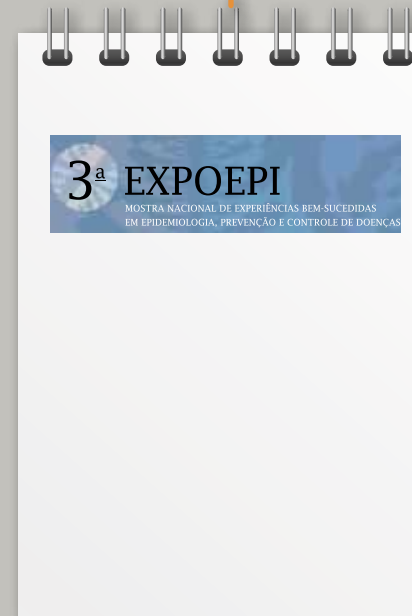 3ª EXPOEPI
MOSTRA NACIONAL DE EXPERIÊNCIAS BEM-SUCEDIDAS
EM EPIDEMIOLOGIA, PREVENÇÃO E CONTROLE DE DOENÇAS